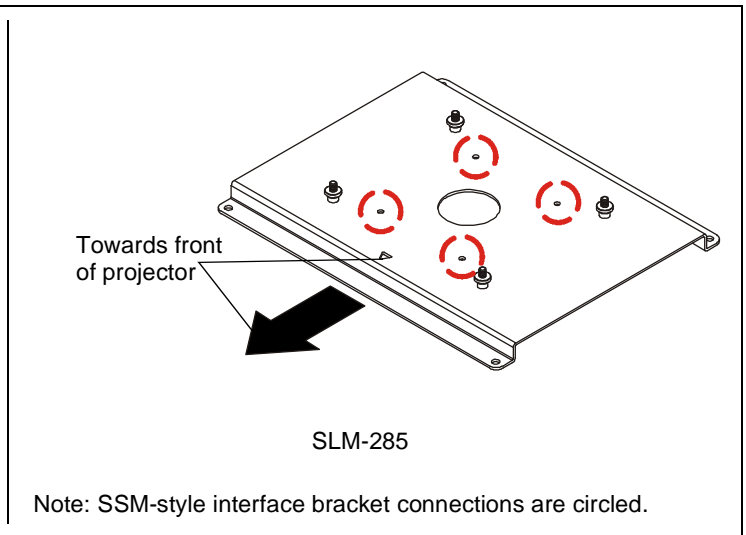 Towards front
of projector
SLM-285
Note: SSM-style interface bracket connections are circled.